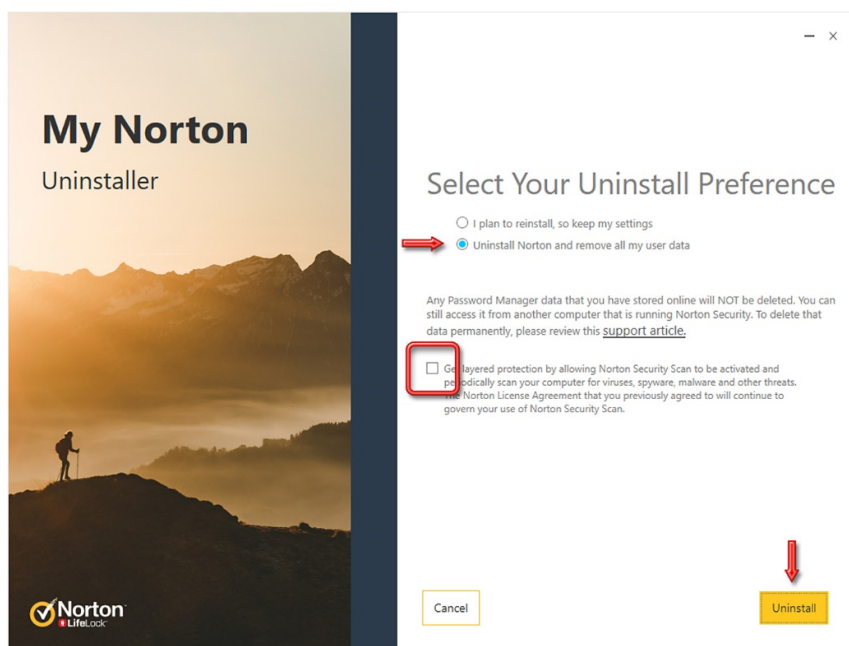 My Norton
Uninstaller
Select Your Uninstall Preference
I plan to reinstall, so keep my settings
Uninstall Norton and remove all my user data
Any Password Manager data that you have stored online will NOT be deleted. You can
still access it from another computer that is running Norton Security. To delete that
data permanently, please review this support article.
Get layered protection by allowing Norton Security Scan to be activated and
periodically scan your computer for viruses, spyware, malware and other threats.
The Norton License Agreement that you previously agreed to will continue to
govern your use of Norton Security Scan.
Norton
LifeLock
Cancel
Uninstall